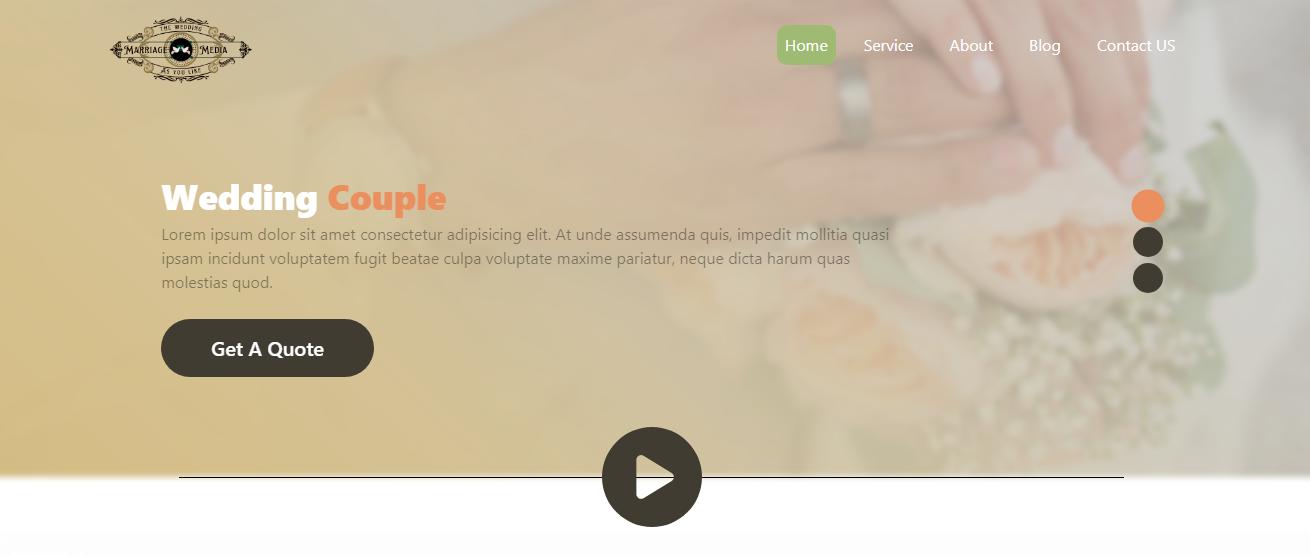 THE WEDDING
MARRIAGE MEDIA
AS YOU LIKE
Home Service About Blog Contact US
Wedding Couple
Lorem ipsum dolor sit amet consectetur adipisicing elit. At unde assumenda quis, impedit mollitia quasi
ipsam incidunt voluptatem fugit beatae culpa voluptate maxime pariatur, neque dicta harum quas
molestias quod.
Get A Quote